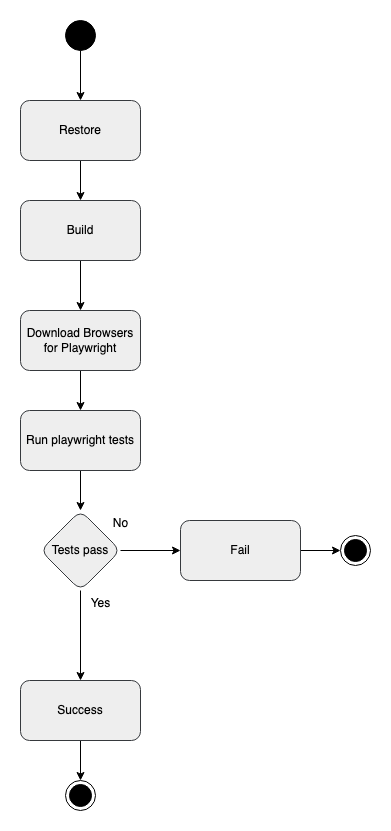 Restore
Build
Download Browsers
for Playwright
Run playwright tests
No
Tests pass
Fail
Yes
Success